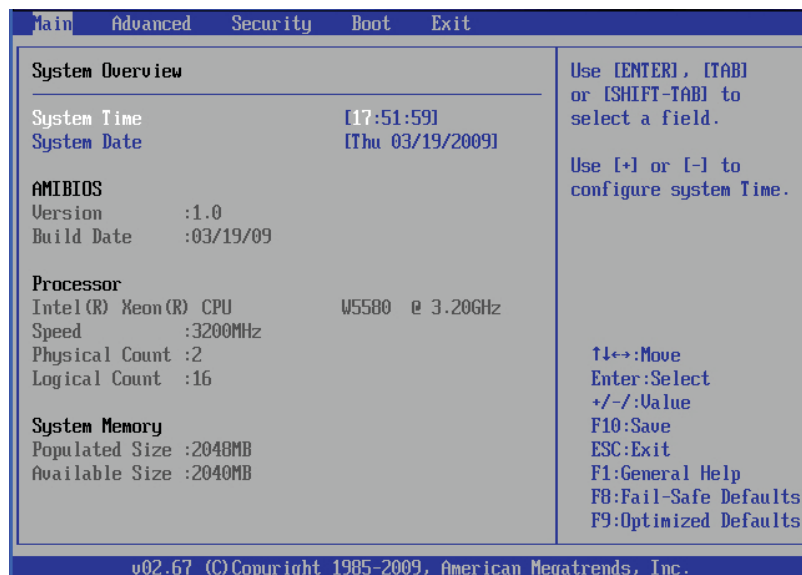 Main Advanced Security Boot Exit
System Overview
System Time [17:51:59]
System Date [Thu 03/19/2009]
AMIBIOS
Version :1.0
Build Date :03/19/09
Processor
Intel(R) Xeon(R) CPU W5580 @ 3.20GHz
Speed :3200MHz
Physical Count :2
Logical Count :16
System Memory
Populated Size :2048MB
Available Size :2040MB
Use [ENTER], [TAB]
or [SHIFT-TAB] to
select a field.
Use [+] or [-] to
configure system Time.
↑↓↔:Move
Enter:Select
+/-/:Value
F10:Save
ESC:Exit
F1:General Help
F8:Fail-Safe Defaults
F9:Optimized Defaults
v02.67 (C)Copyright 1985-2009, American Megatrends, Inc.